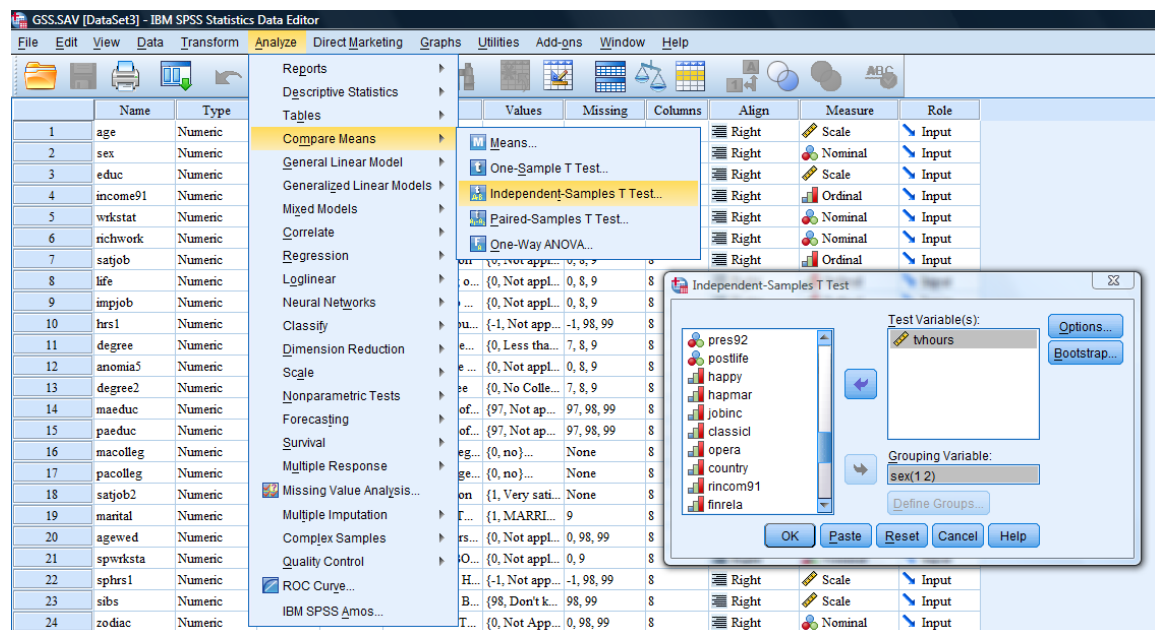 GSS.SAV [DataSet3] - IBM SPSS Statistics Data Editor
File Edit View Data Transform Analyze Direct Marketing Graphs Utilities Add-ons Window Help
Name Type Values Missing Columns Align Measure Role
1 age Numeric Right Scale Input
2 sex Numeric Right Nominal Input
3 educ Numeric Right Scale Input
4 income91 Numeric Right Ordinal Input
5 wrkstat Numeric Right Nominal Input
6 richwork Numeric Right Nominal Input
7 satjob Numeric {0, Not appl... 0, 8, 9 Right Ordinal Input
8 life Numeric o... {0, Not appl... 0, 8, 9 8
9 impjob Numeric ... {0, Not appl... 0, 8, 9 8
10 hrs1 Numeric ou... {-1, Not app... -1, 98, 99 8
11 degree Numeric e... {0, Less tha... 7, 8, 9 8
12 anomia5 Numeric e ... {0, Not appl... 0, 8, 9 8
13 degree2 Numeric ee {0, No Colle... 7, 8, 9 8
14 maeduc Numeric of... {97, Not ap... 97, 98, 99 8
15 paeduc Numeric of... {97, Not ap... 97, 98, 99 8
16 macolleg Numeric eg... {0, no}... None 8
17 pacolleg Numeric ge... {0, no}... None 8
18 satjob2 Numeric on {1, Very sati... None 8
19 marital Numeric T... {1, MARRI... 9 8
20 agewed Numeric rs... {0, Not appl... 0, 98, 99 8
21 spwrksta Numeric O... {0, Not appl... 0, 9 8
22 sphrs1 Numeric H... {-1, Not app... -1, 98, 99 8 Right Scale Input
23 sibs Numeric B... {98, Don't k... 98, 99 8 Right Scale Input
24 zodiac Numeric T... {0, Not App... 0, 98, 99 8 Right Nominal Input
Reports
Descriptive Statistics
Tables
Compare Means
General Linear Model
Generalized Linear Models
Mixed Models
Correlate
Regression
Loglinear
Neural Networks
Classify
Dimension Reduction
Scale
Nonparametric Tests
Forecasting
Survival
Multiple Response
Missing Value Analysis...
Multiple Imputation
Complex Samples
Quality Control
ROC Curve...
IBM SPSS Amos...
Means...
One-Sample T Test...
Independent-Samples T Test...
Paired-Samples T Test...
One-Way ANOVA...
Independent-Samples T Test
pres92
postlife
happy
hapmar
jobinc
classicl
opera
country
rincom91
finrela
Test Variable(s):
tvhours
Grouping Variable:
sex(1 2)
Define Groups...
Options...
Bootstrap...
OK Paste Reset Cancel Help